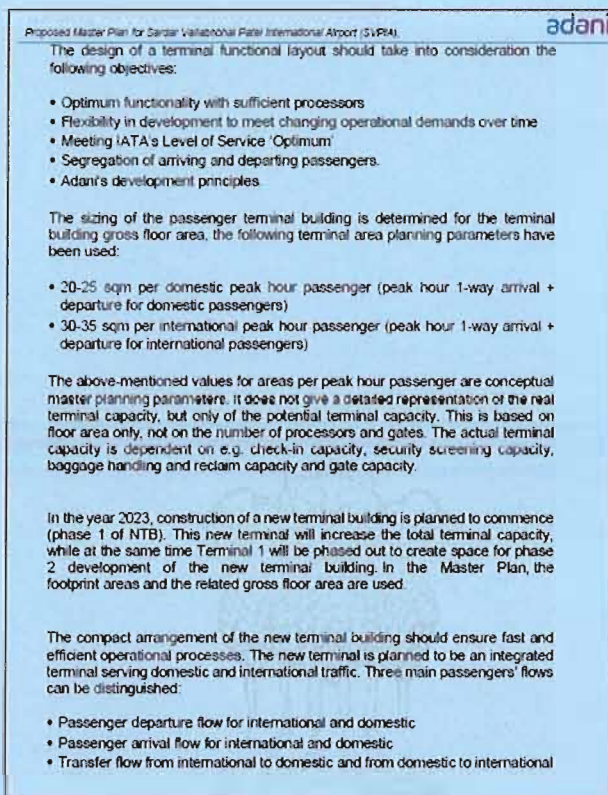 Proposed Master Plan for Sardar Vallabhbhai Patel International Airport (SVPIA).
adani
The design of a terminal functional layout should take into consideration the
following objectives:
• Optimum functionality with sufficient processors
• Flexibility in development to meet changing operational demands over time
• Meeting IATA's Level of Service 'Optimum'
• Segregation of arriving and departing passengers.
• Adani's development principles.
The sizing of the passenger terminal building is determined for the terminal
building gross floor area, the following terminal area planning parameters have
been used:
• 20-25 sqm per domestic peak hour passenger (peak hour 1-way arrival +
departure for domestic passengers)
• 30-35 sqm per international peak hour passenger (peak hour 1-way arrival +
departure for international passengers)
The above-mentioned values for areas per peak hour passenger are conceptual
master planning parameters. It does not give a detailed representation of the real
terminal capacity, but only of the potential terminal capacity. This is based on
floor area only, not on the number of processors and gates. The actual terminal
capacity is dependent on e.g. check-in capacity, security screening capacity,
baggage handling and reclaim capacity and gate capacity.
In the year 2023, construction of a new terminal building is planned to commence
(phase 1 of NTB). This new terminal will increase the total terminal capacity,
while at the same time Terminal 1 will be phased out to create space for phase
2 development of the new terminal building. In the Master Plan, the
footprint areas and the related gross floor area are used.
The compact arrangement of the new terminal building should ensure fast and
efficient operational processes. The new terminal is planned to be an integrated
terminal serving domestic and international traffic. Three main passengers' flows
can be distinguished:
• Passenger departure flow for international and domestic
• Passenger arrival flow for international and domestic
• Transfer flow from international to domestic and from domestic to international